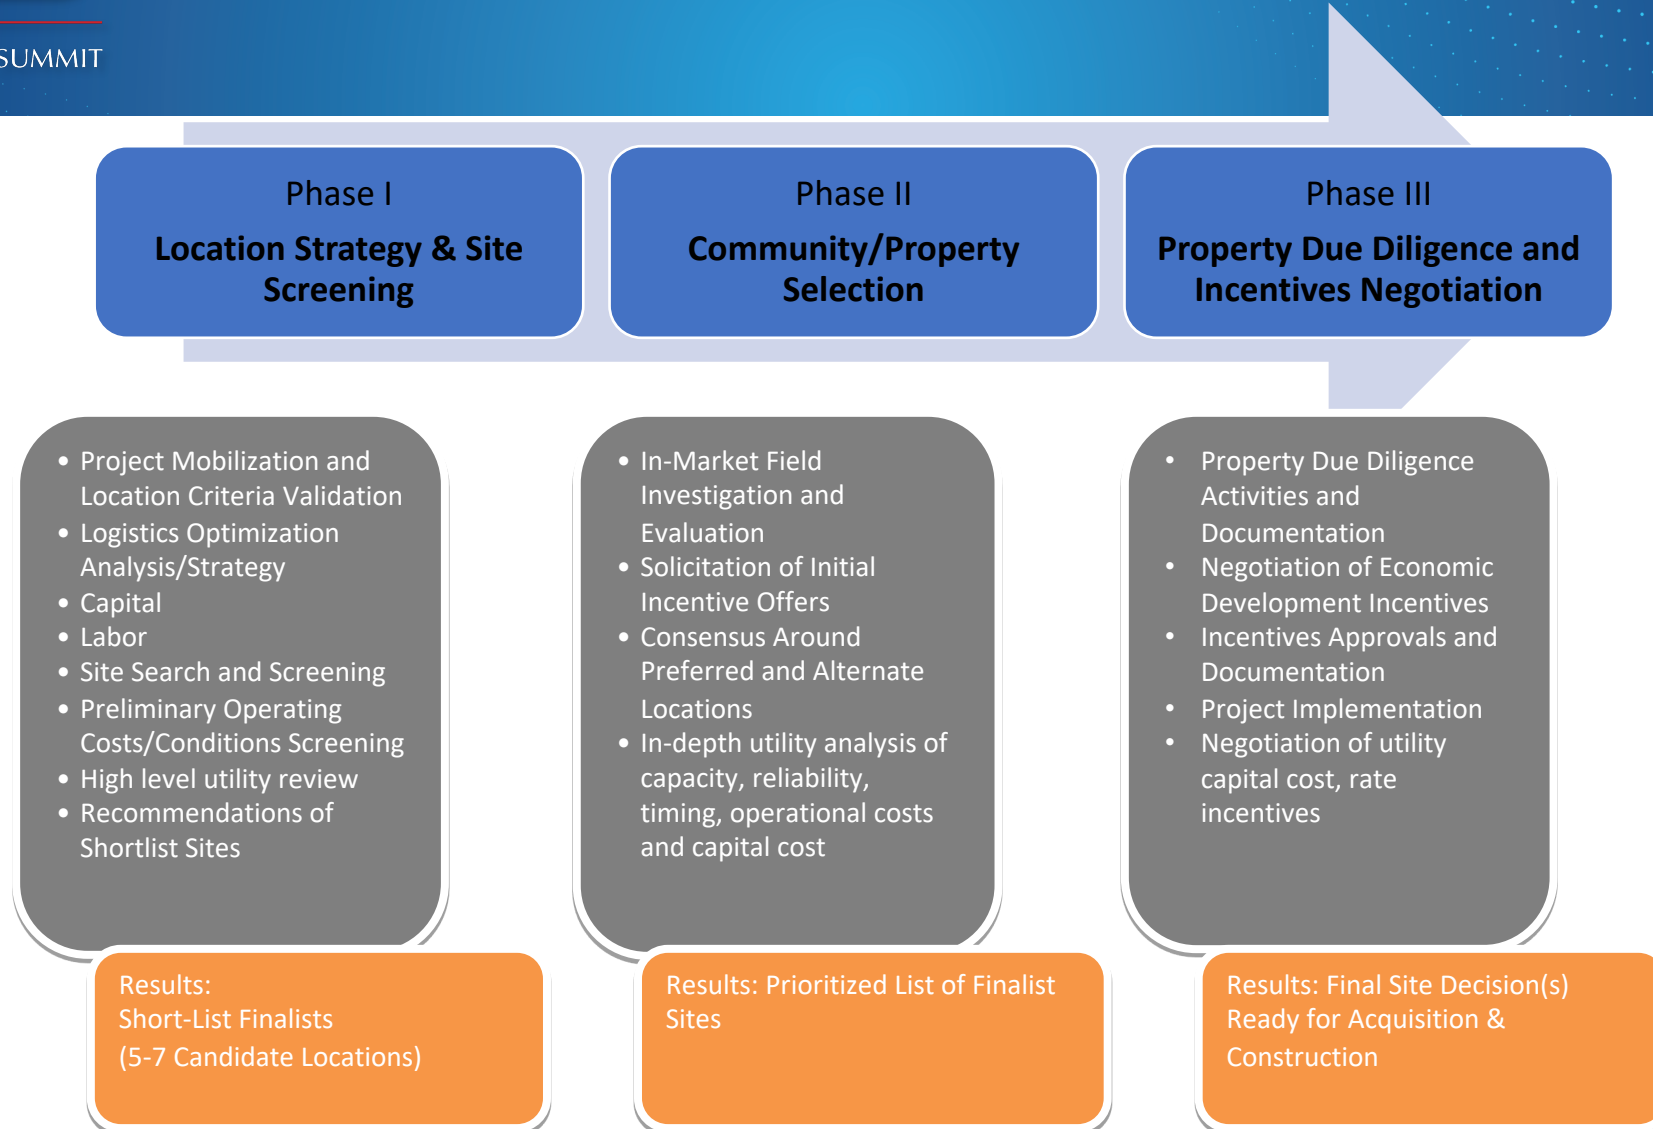 SUMMIT
Phase I
Location Strategy & Site
Screening
Phase II
Community/Property
Selection
Phase III
Property Due Diligence and
Incentives Negotiation
• Project Mobilization and
Location Criteria Validation
• Logistics Optimization
Analysis/Strategy
• Capital
• Labor
• Site Search and Screening
• Preliminary Operating
Costs/Conditions Screening
• High level utility review
• Recommendations of
Shortlist Sites
• In-Market Field
Investigation and
Evaluation
• Solicitation of Initial
Incentive Offers
• Consensus Around
Preferred and Alternate
Locations
• In-depth utility analysis of
capacity, reliability,
timing, operational costs
and capital cost
• Property Due Diligence
Activities and
Documentation
• Negotiation of Economic
Development Incentives
• Incentives Approvals and
Documentation
• Project Implementation
• Negotiation of utility
capital cost, rate
incentives
Results:
Short-List Finalists
(5-7 Candidate Locations)
Results: Prioritized List of Finalist
Sites
Results: Final Site Decision(s)
Ready for Acquisition &
Construction